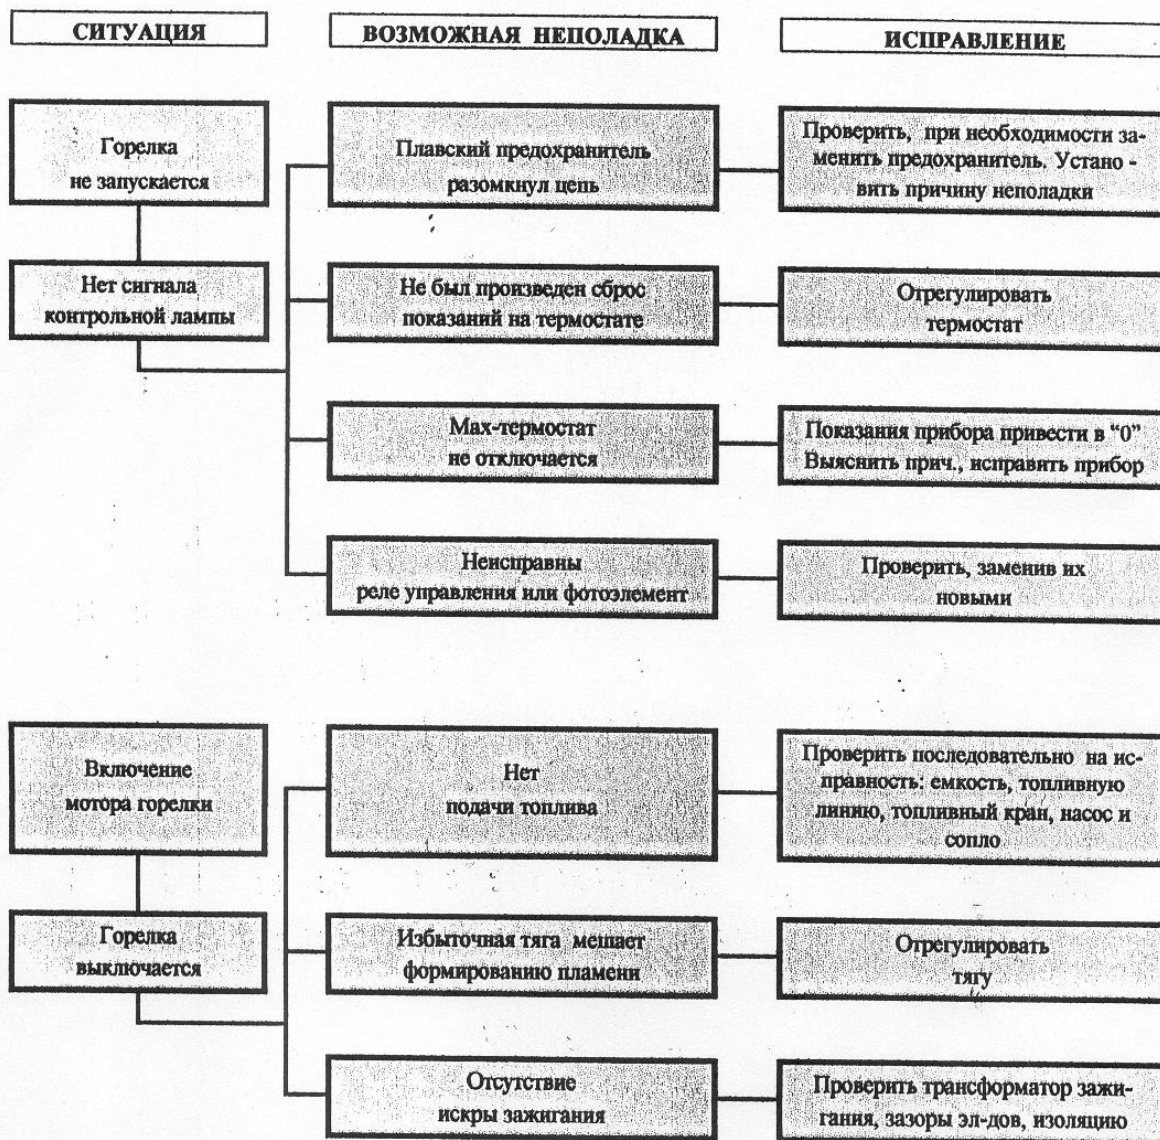 СИТУАЦИЯ
ВОЗМОЖНАЯ НЕПОЛАДКА
ИСПРАВЛЕНИЕ
Горелка
не запускается
Плавский предохранитель
разомкнул цепь
Проверить, при необходимости за-
менить предохранитель. Устано -
вить причину неполадки
Нет сигнала
контрольной лампы
Не был произведен сброс
показаний на термостате
Отрегулировать
термостат
Мах-термостат
не отключается
Показания прибора привести в “0”
Выяснить прич., исправить прибор
Неисправны
реле управления или фотоэлемент
Проверить, заменив их
новыми
Включение
мотора горелки
Нет
подачи топлива
Проверить последовательно на ис-
правность: емкость, топливную
линию, топливный кран, насос и
сопло
Горелка
выключается
Избыточная тяга мешает
формированию пламени
Отрегулировать
тягу
Отсутствие
искры зажигания
Проверить трансформатор зажи-
гания, зазоры эл-дов, изоляцию